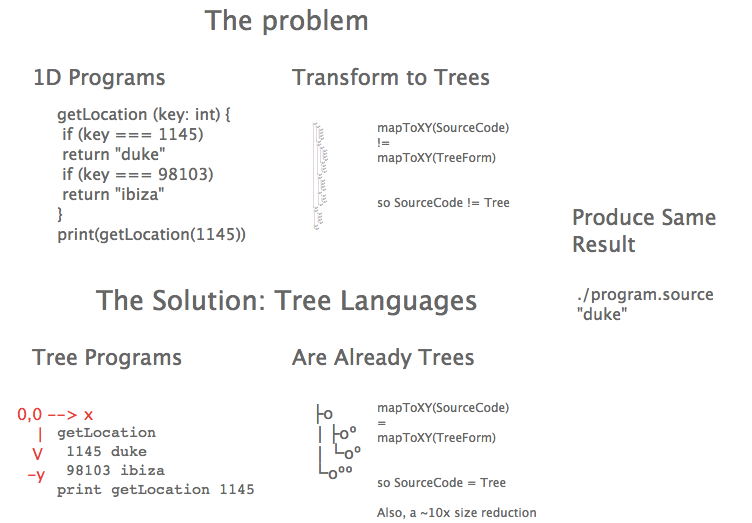 The problem
1D Programs
getLocation (key: int) {
if (key === 1145)
return "duke"
if (key === 98103)
return "ibiza"
}
print(getLocation(1145))
Transform to Trees
mapToXY(SourceCode)
!=
mapToXY(TreeForm)
so SourceCode != Tree
Produce Same
Result
./program.source
"duke"
The Solution: Tree Languages
Tree Programs
0,0 --> x
|
V
-y
getLocation
1145 duke
98103 ibiza
print getLocation 1145
Are Already Trees
├o
│ ├oº
│ └oº
└oºº
mapToXY(SourceCode)
=
mapToXY(TreeForm)
so SourceCode = Tree
Also, a ~10x size reduction